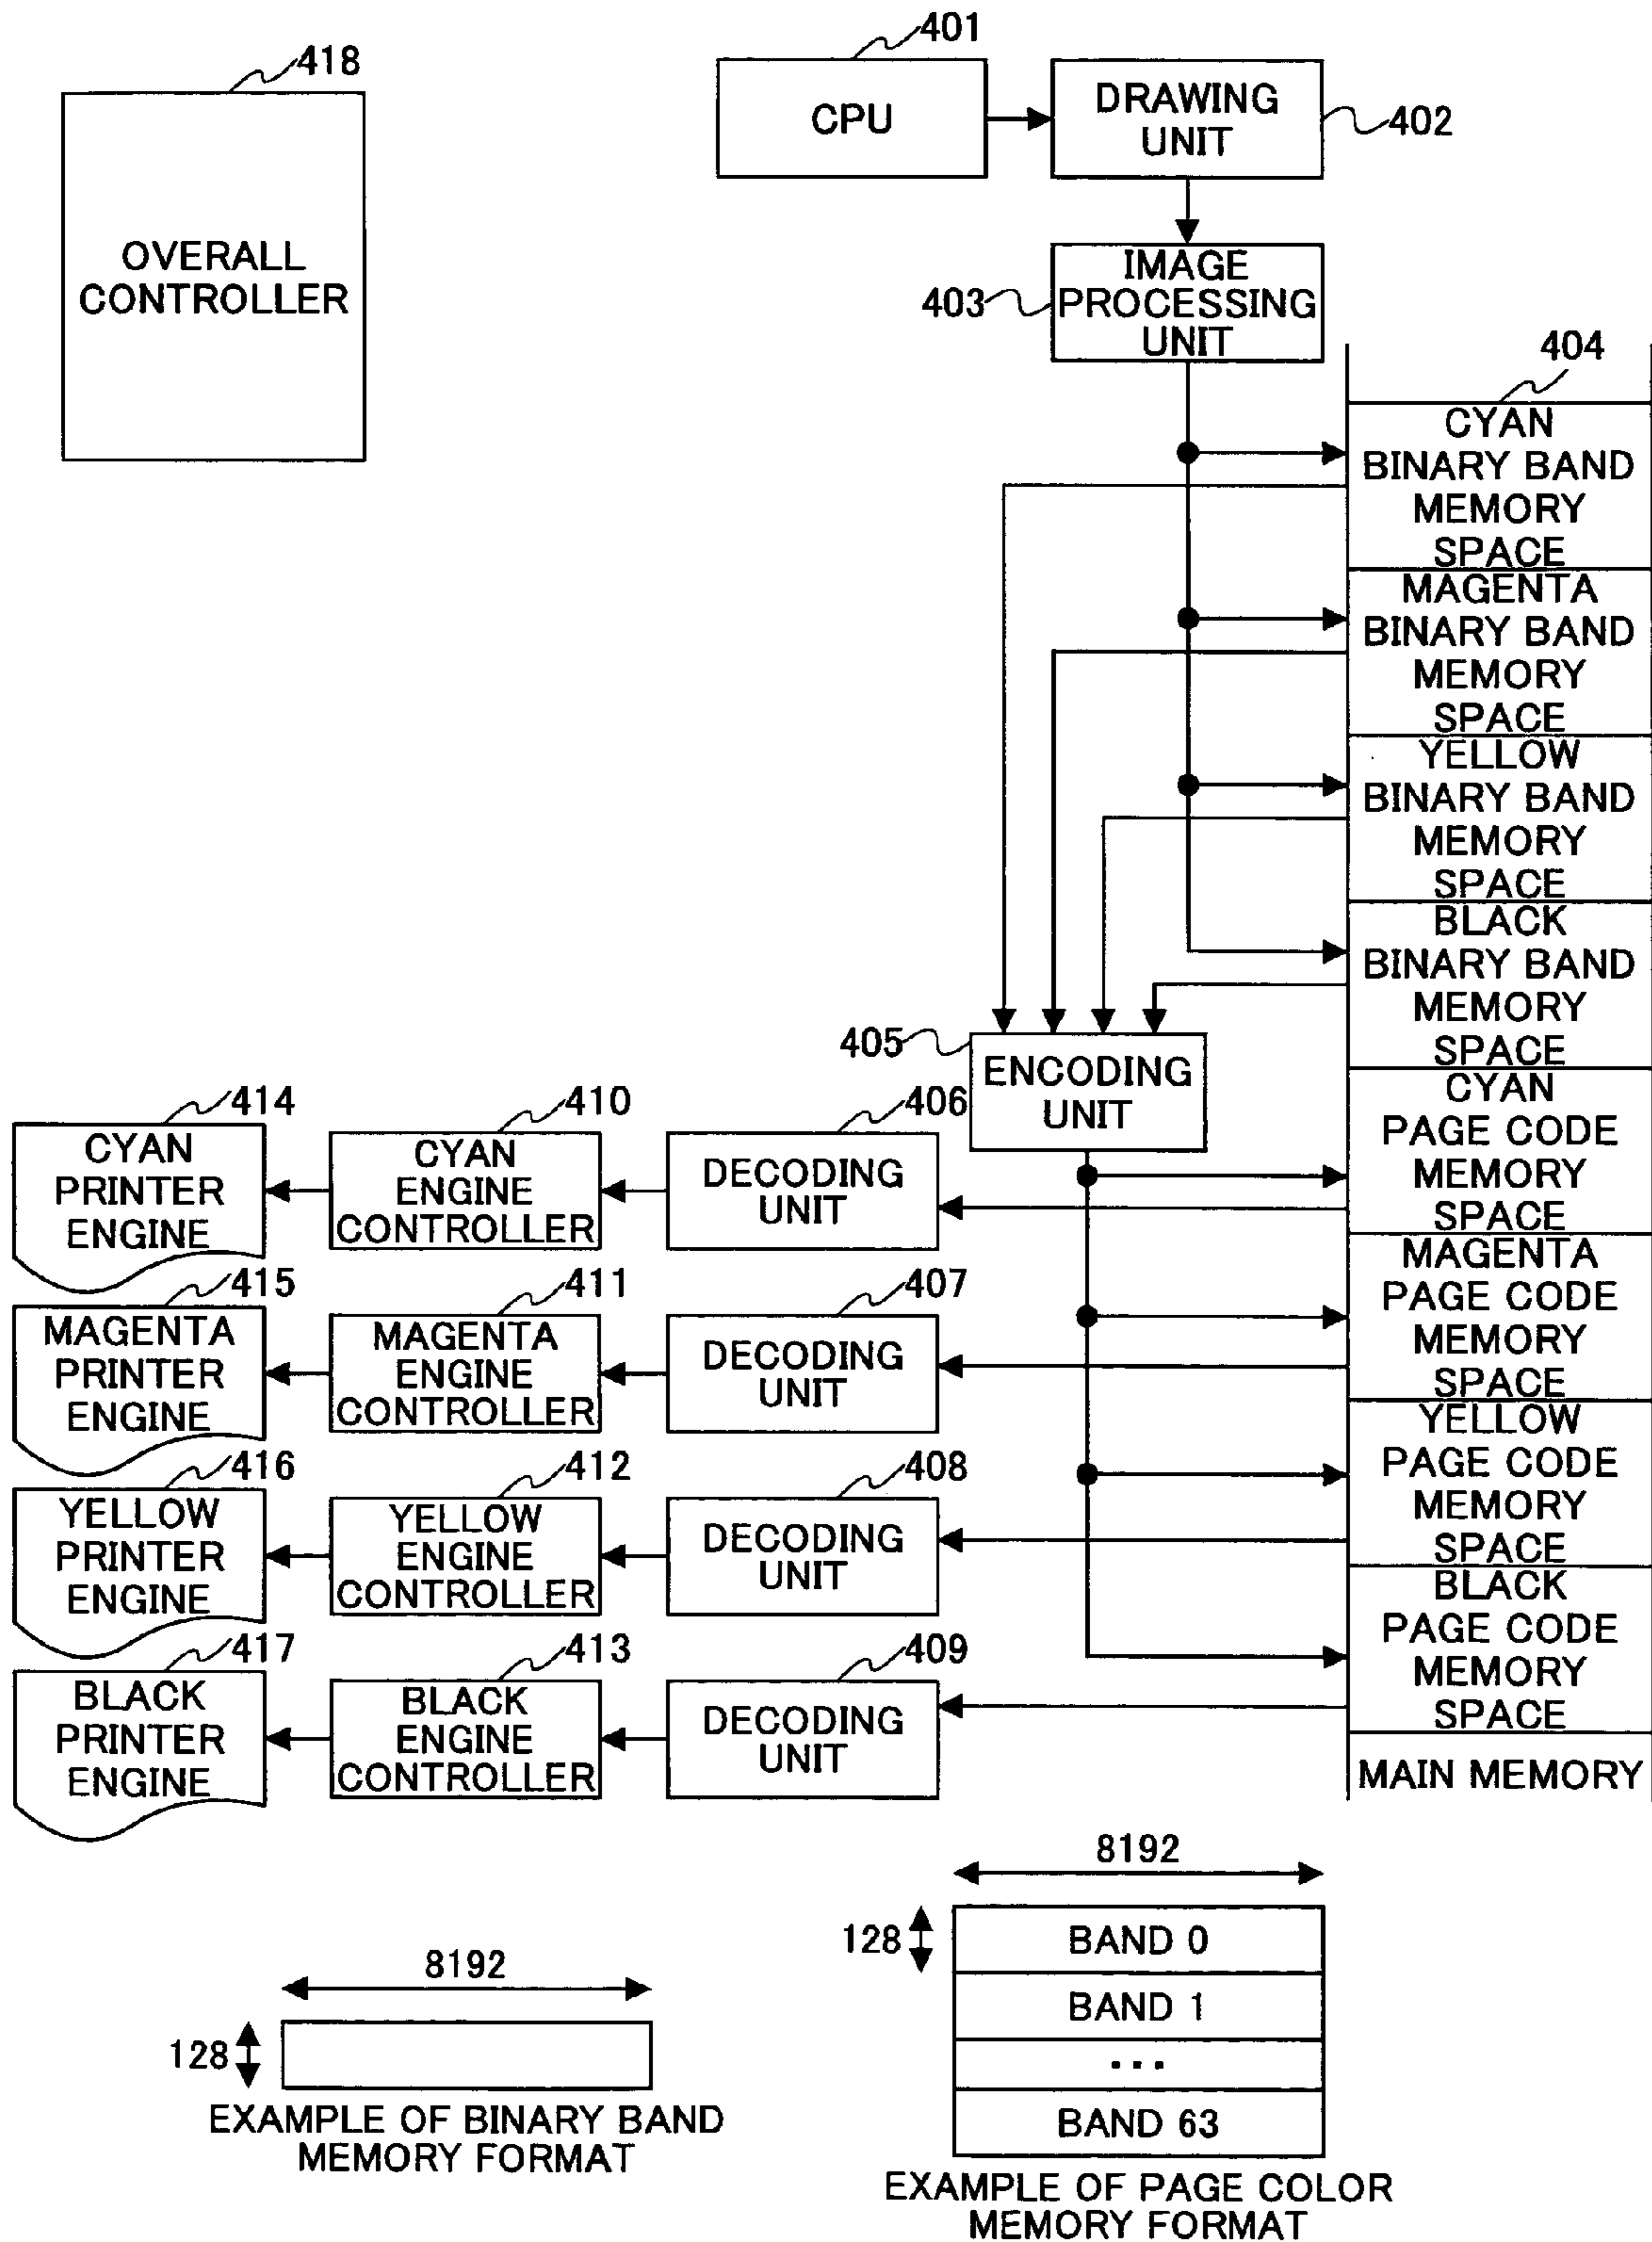 401
418
CPU
DRAWING
UNIT
402
OVERALL
CONTROLLER
403
IMAGE
PROCESSING
UNIT
404
CYAN
BINARY BAND
MEMORY
SPACE
MAGENTA
BINARY BAND
MEMORY
SPACE
YELLOW
BINARY BAND
MEMORY
SPACE
BLACK
BINARY BAND
MEMORY
SPACE
405
ENCODING
UNIT
CYAN
PAGE CODE
MEMORY
SPACE
MAGENTA
PAGE CODE
MEMORY
SPACE
YELLOW
PAGE CODE
MEMORY
SPACE
BLACK
PAGE CODE
MEMORY
SPACE
MAIN MEMORY
414
CYAN
PRINTER
ENGINE
410
CYAN
ENGINE
CONTROLLER
406
DECODING
UNIT
415
MAGENTA
PRINTER
ENGINE
411
MAGENTA
ENGINE
CONTROLLER
407
DECODING
UNIT
416
YELLOW
PRINTER
ENGINE
412
YELLOW
ENGINE
CONTROLLER
408
DECODING
UNIT
417
BLACK
PRINTER
ENGINE
413
BLACK
ENGINE
CONTROLLER
409
DECODING
UNIT
8192
128
EXAMPLE OF BINARY BAND
MEMORY FORMAT
8192
128
BAND 0
BAND 1
...
BAND 63
EXAMPLE OF PAGE COLOR
MEMORY FORMAT